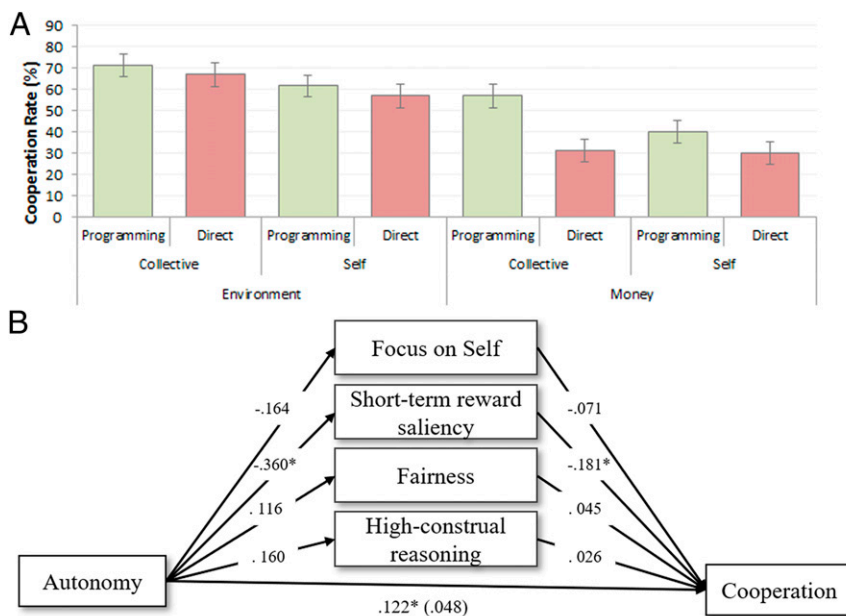 A
Cooperation Rate (%)
90
80
70
60
50
40
30
20
10
0
Programming Direct Programming Direct Programming Direct Programming Direct
Collective Self Collective Self
Environment Money
B
Focus on Self
-.164 -.071
Short-term reward
saliency
-.360* -.181*
Fairness
.116 .045
High-construal
reasoning
.160 .026
Autonomy Cooperation
.122* (.048)